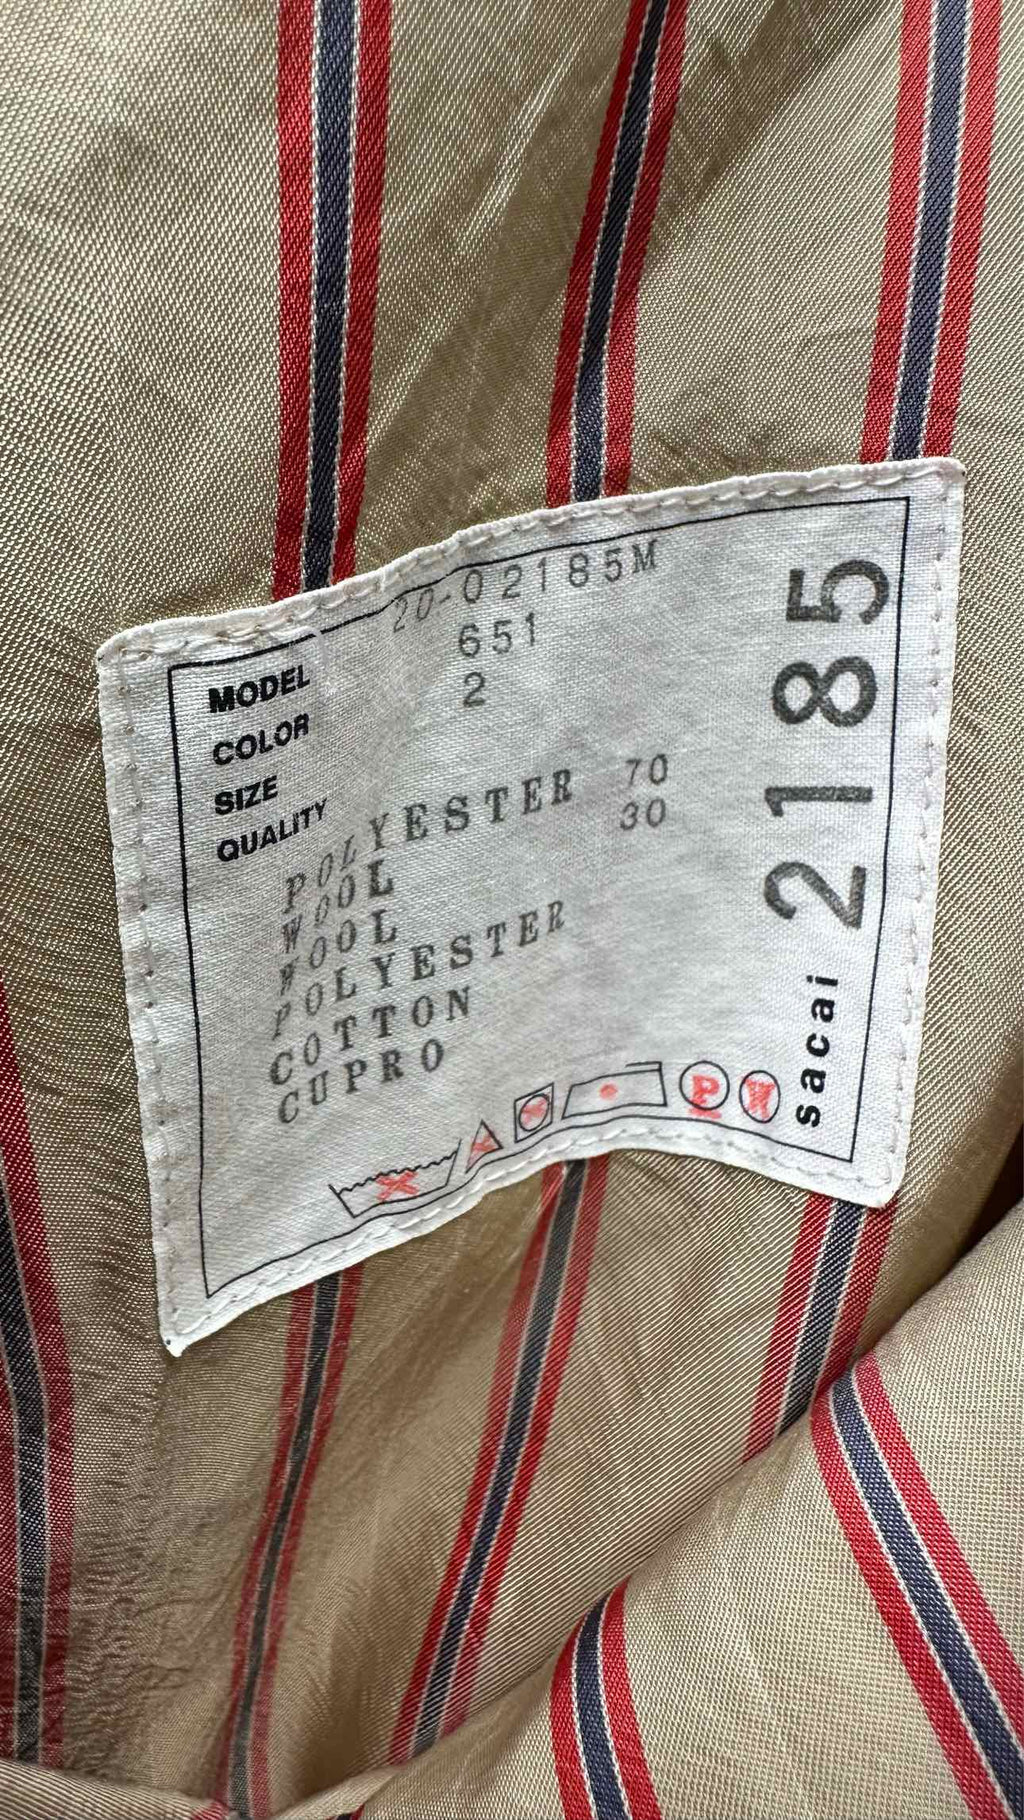 MODEL 20-02185M
COLOR 651
SIZE 2
QUALITY
POLYESTER 70
WOOL 30
WOOL
POLYESTER
COTTON
CUPRO
P W
sacai 2185